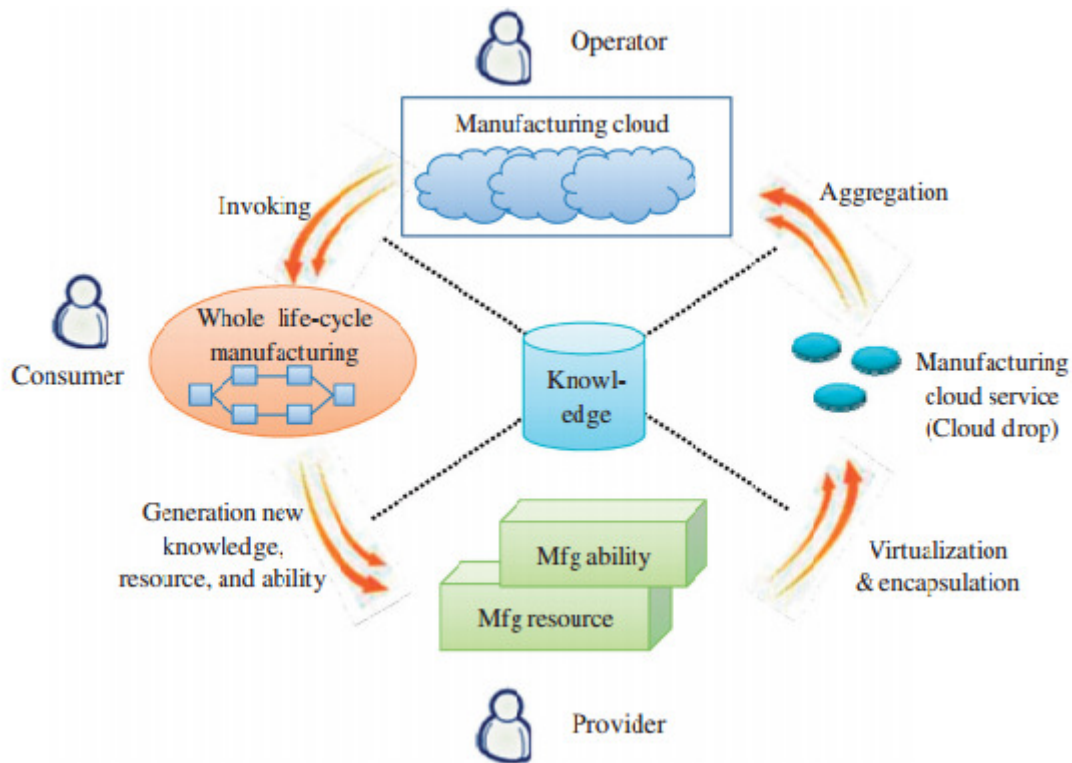 Operator
Manufacturing cloud
Invoking
Aggregation
Whole life-cycle
manufacturing
Consumer
Knowl-
edge
Manufacturing
cloud service
(Cloud drop)
Generation new
knowledge,
resource, and ability
Mfg ability
Mfg resource
Virtualization
& encapsulation
Provider